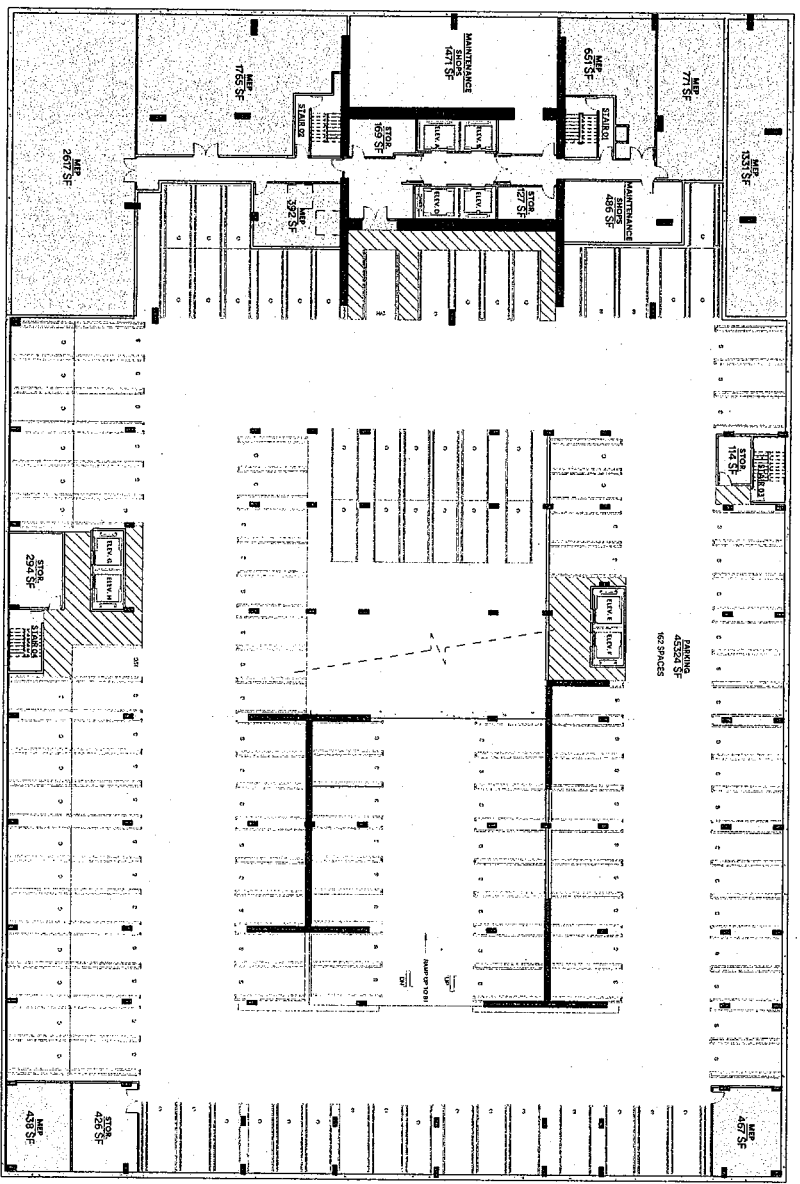 MEP
2617 SF
MEP
1765 SF
STAIR 02
MAINTENANCE
SHOPS
1471 SF
STOR.
169 SF
ELEV. A
ELEV. B
ELEV. C
ELEV. D
STOR.
127 SF
MEP
392 SF
MEP
651 SF
STAIR 01
MEP
771 SF
MEP
1331 SF
MAINTENANCE
SHOPS
486 SF
STOR.
114 SF
STAIR 03
ELEV. G
ELEV. H
STOR.
294 SF
STAIR 04
ELEV. E
ELEV. F
PARKING
45324 SF
162 SPACES
RAMP UP TO B1
UP
DN
MEP
438 SF
STOR.
426 SF
MEP
467 SF